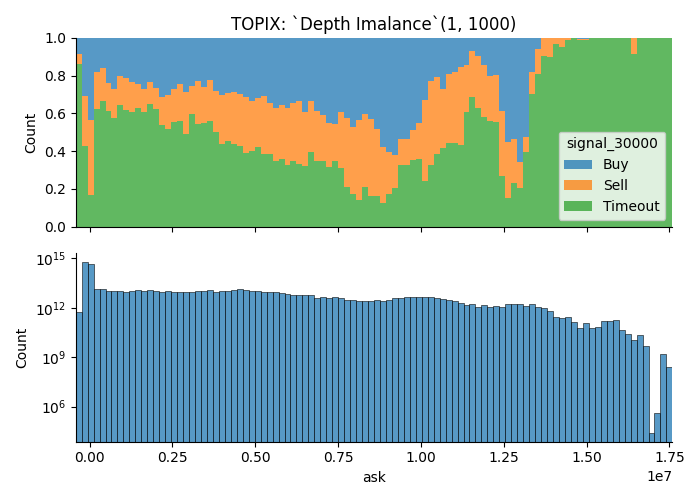 TOPIX: `Depth Imalance`(1, 1000)
1.0
0.8
0.6
0.4
0.2
0.0
Count
signal_30000
Buy
Sell
Timeout
10^15
10^12
10^9
10^6
Count
0.00 0.25 0.50 0.75 1.00 1.25 1.50 1.75
1e7
ask